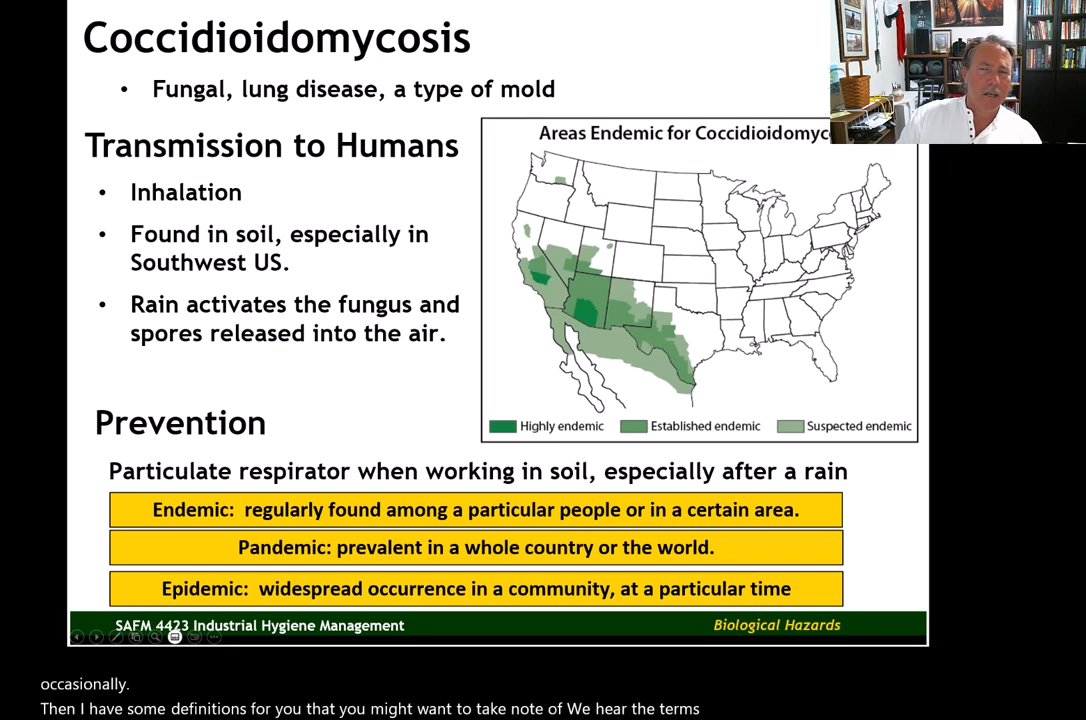 Coccidioidomycosis
• Fungal, lung disease, a type of mold
Transmission to Humans
• Inhalation
• Found in soil, especially in
Southwest US.
• Rain activates the fungus and
spores released into the air.
Areas Endemic for Coccidioidomyc
Highly endemic
Established endemic
Suspected endemic
Prevention
Particulate respirator when working in soil, especially after a rain
Endemic: regularly found among a particular people or in a certain area.
Pandemic: prevalent in a whole country or the world.
Epidemic: widespread occurrence in a community, at a particular time
SAFM 4423 Industrial Hygiene Management
Biological Hazards
occasionally.
Then I have some definitions for you that you might want to take note of We hear the terms